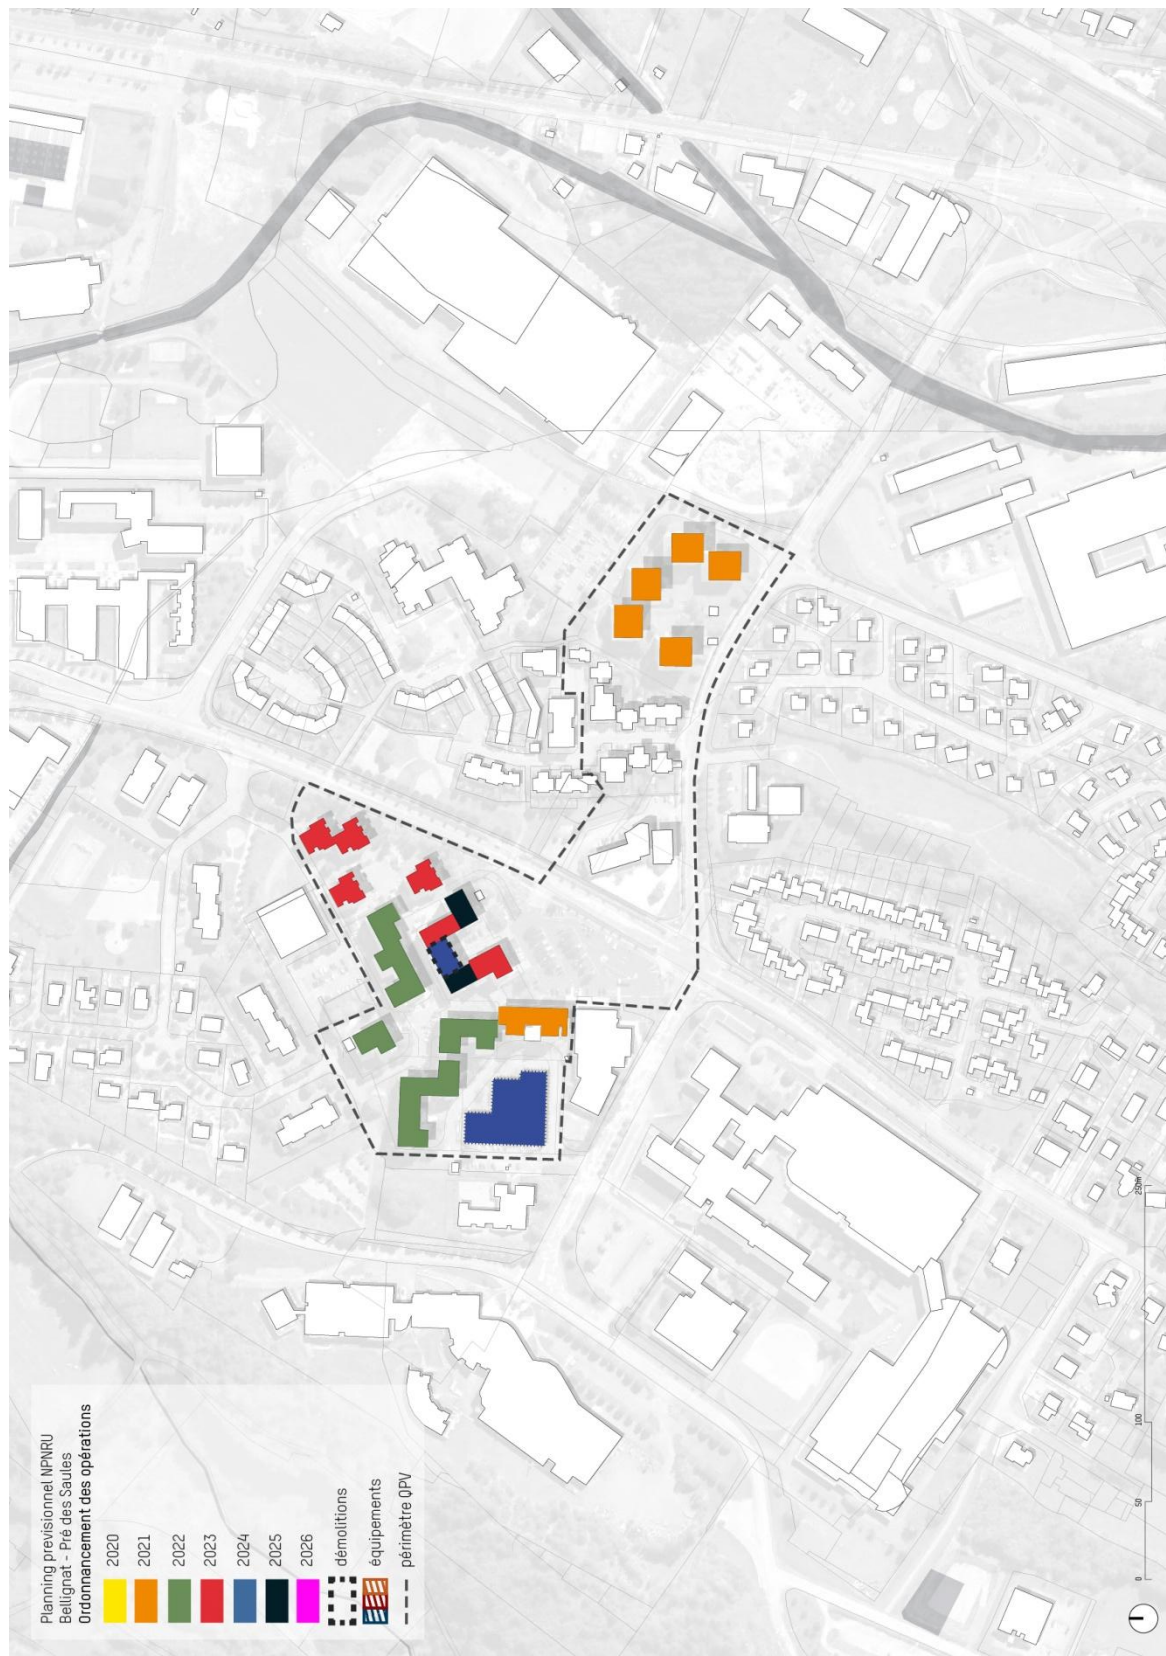 Planning previsionnel NPNRU
Bellignat - Pré des Saules
Ordonnancement des opérations
2020
2021
2022
2023
2024
2025
2026
démolitions
équipements
périmètre QPV
0
50
100
250m